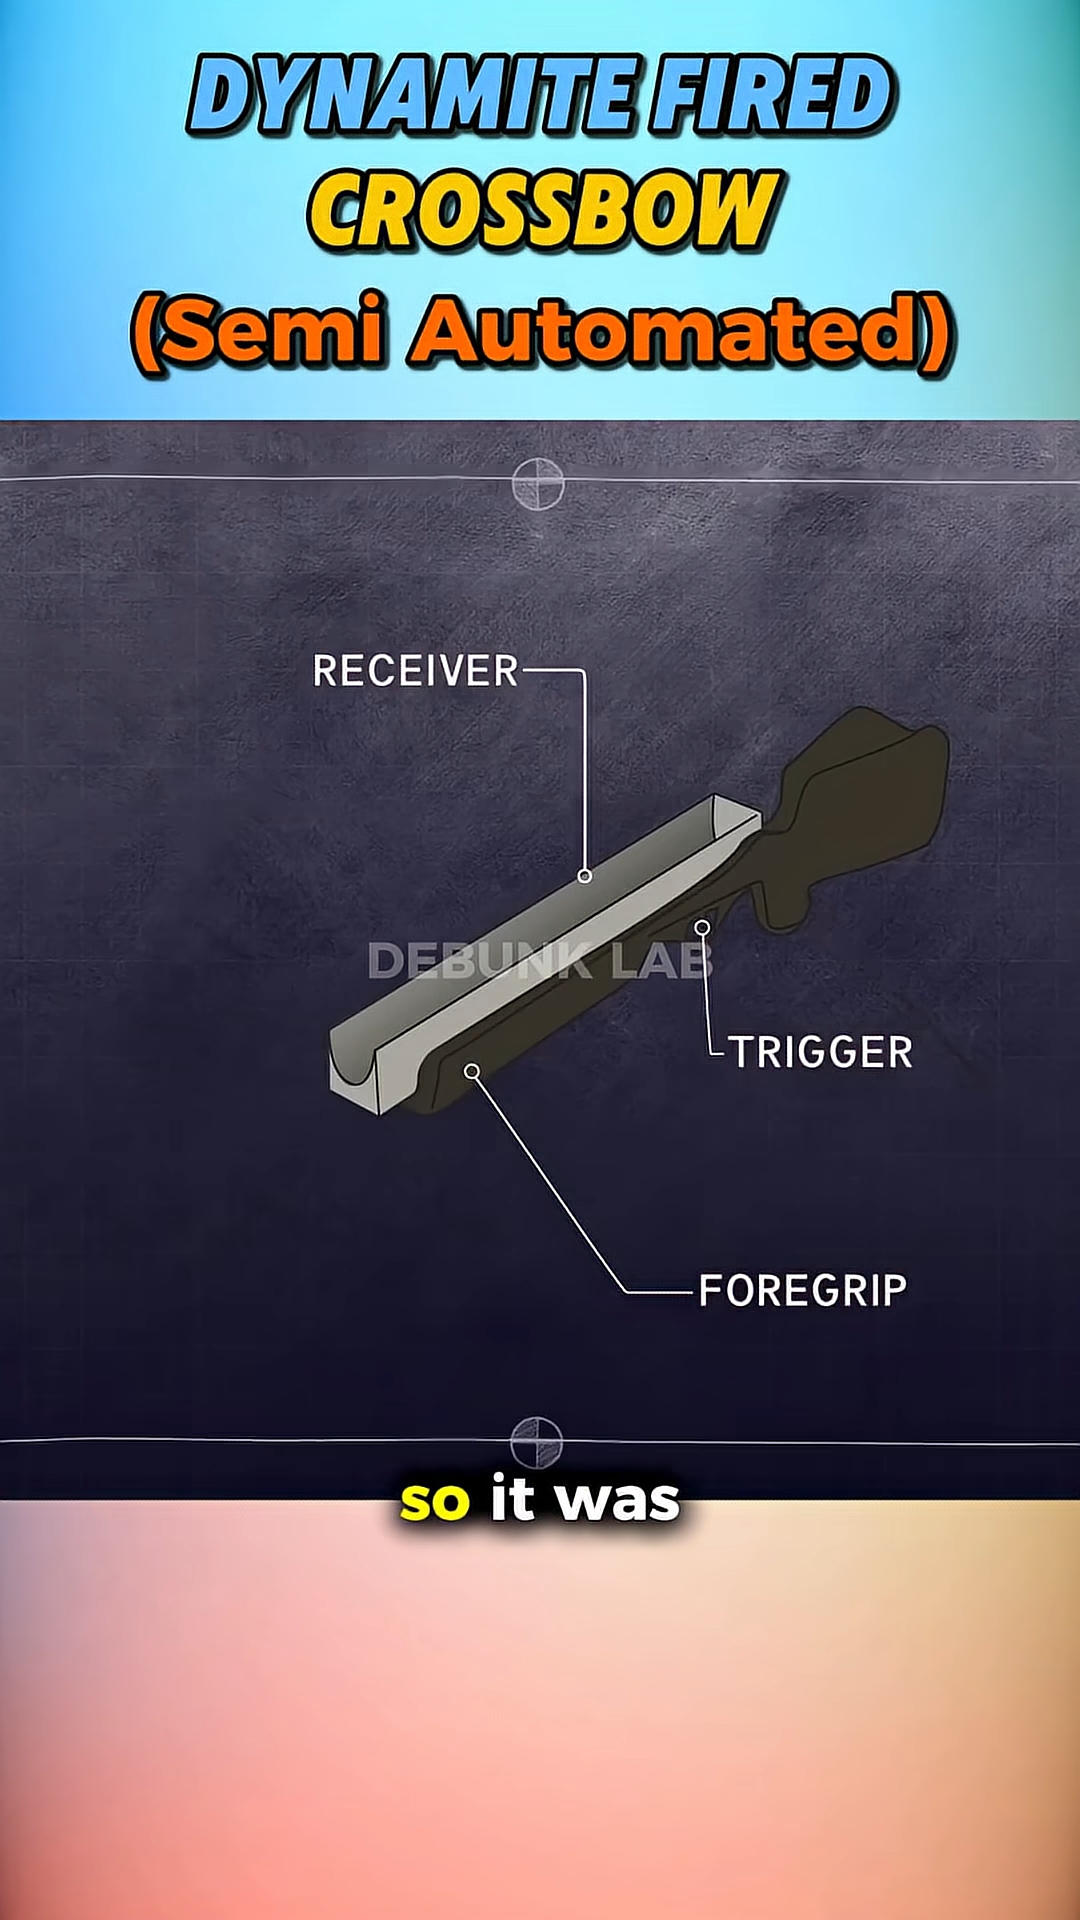 DYNAMITE FIRED
CROSSBOW
(Semi Automated)
RECEIVER
DEBUNK LAB
TRIGGER
FOREGRIP
so it was